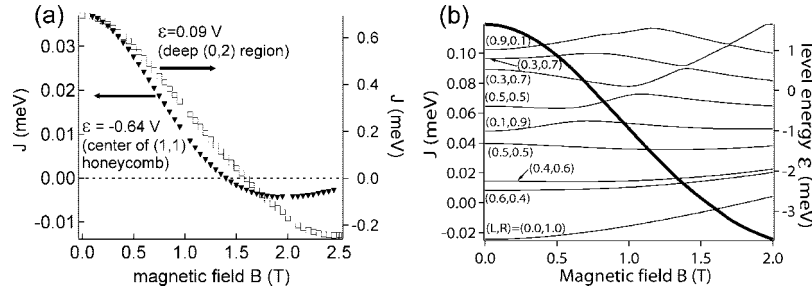 (a)
ε=0.09 V
(deep (0,2) region)
ε = -0.64 V
(center of (1,1)
honeycomb)
J (meV)
0.03
0.02
0.01
0.00
-0.01
0.6
0.4
0.2
0.0
-0.2
J (meV)
0.0 0.5 1.0 1.5 2.0 2.5
magnetic field B (T)
(b)
J (meV)
0.10
0.08
0.06
0.04
0.02
0.00
-0.02
(0.9,0.1)
(0.3,0.7)
(0.3,0.7)
(0.5,0.5)
(0.1,0.9)
(0.5,0.5)
(0.4,0.6)
(0.6,0.4)
(L,R)=(0.0,1.0)
1
0
-1
-2
-3
level energy ε (meV)
0.0 0.5 1.0 1.5 2.0
Magnetic field B (T)